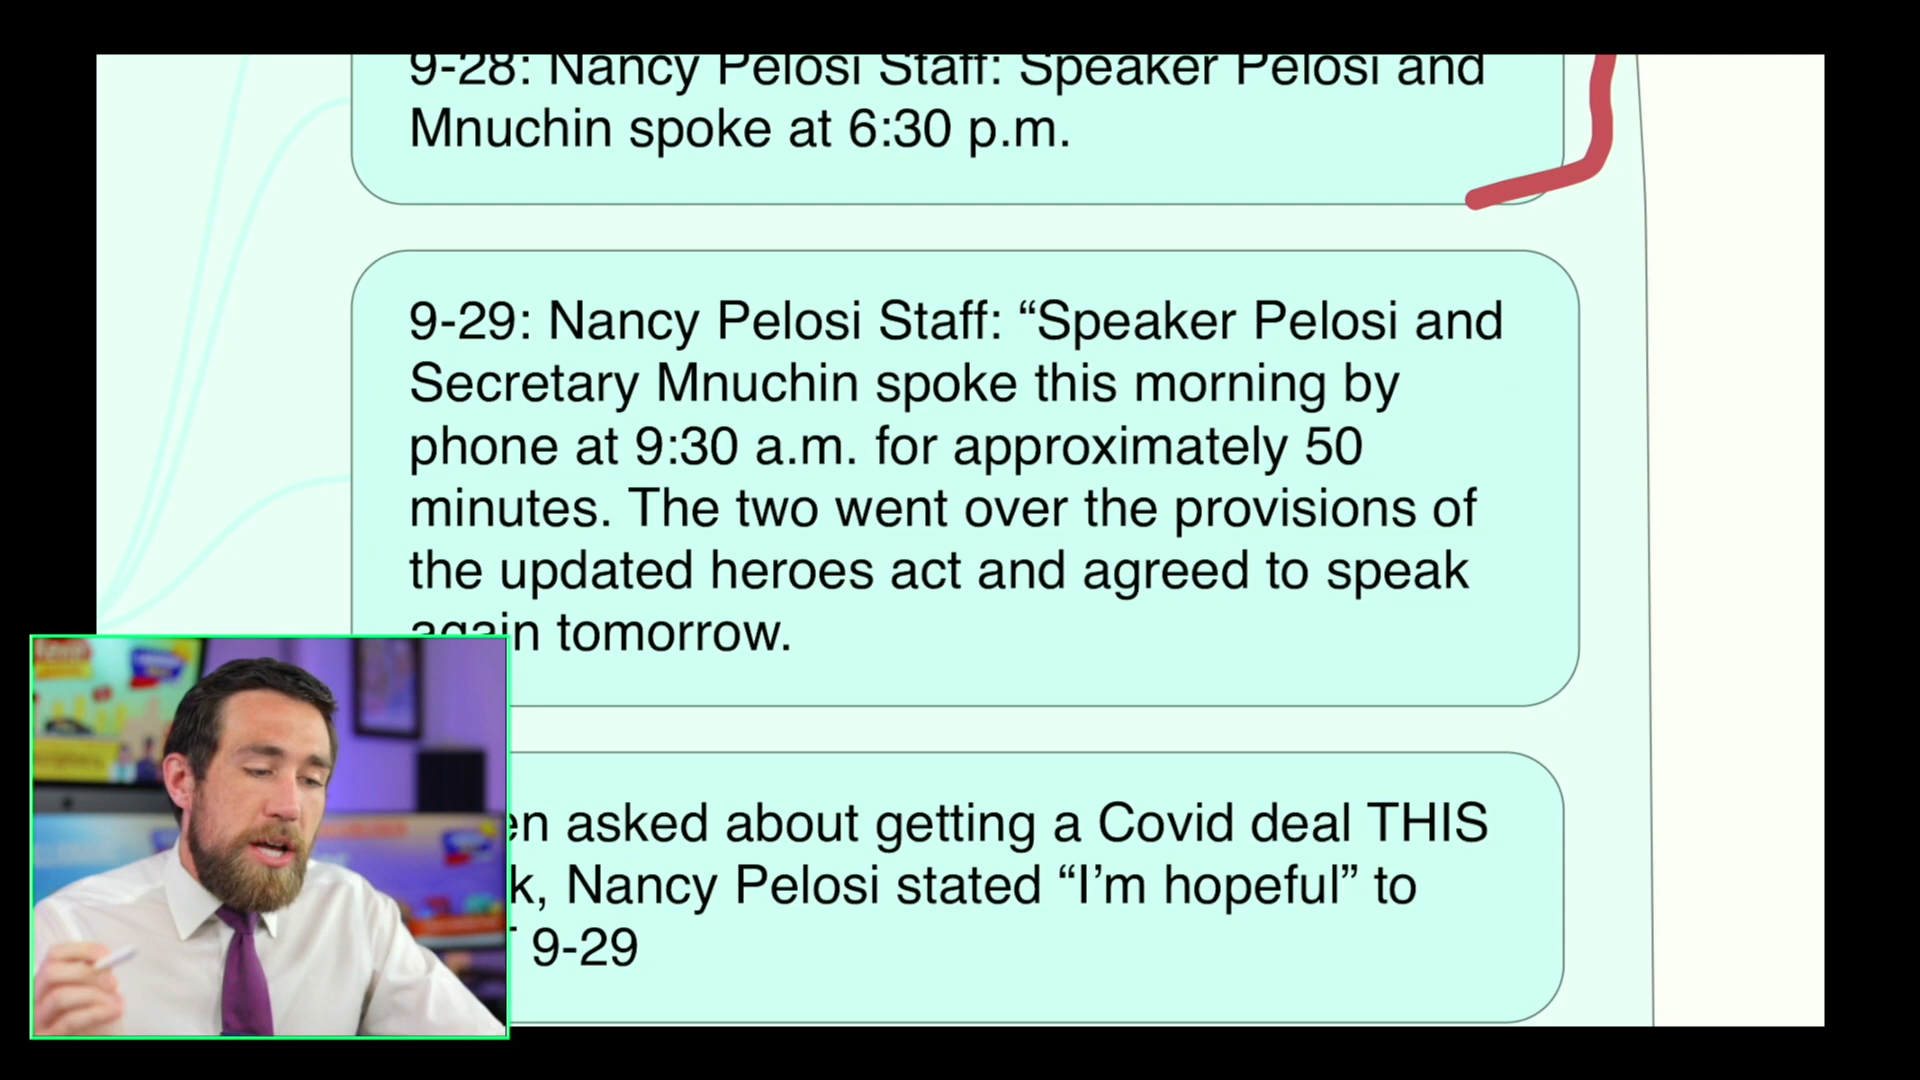 9-28: Nancy Pelosi Staff: Speaker Pelosi and
Mnuchin spoke at 6:30 p.m.
9-29: Nancy Pelosi Staff: “Speaker Pelosi and
Secretary Mnuchin spoke this morning by
phone at 9:30 a.m. for approximately 50
minutes. The two went over the provisions of
the updated heroes act and agreed to speak
again tomorrow.
asked about getting a Covid deal THIS
Nancy Pelosi stated “I’m hopeful” to
9-29